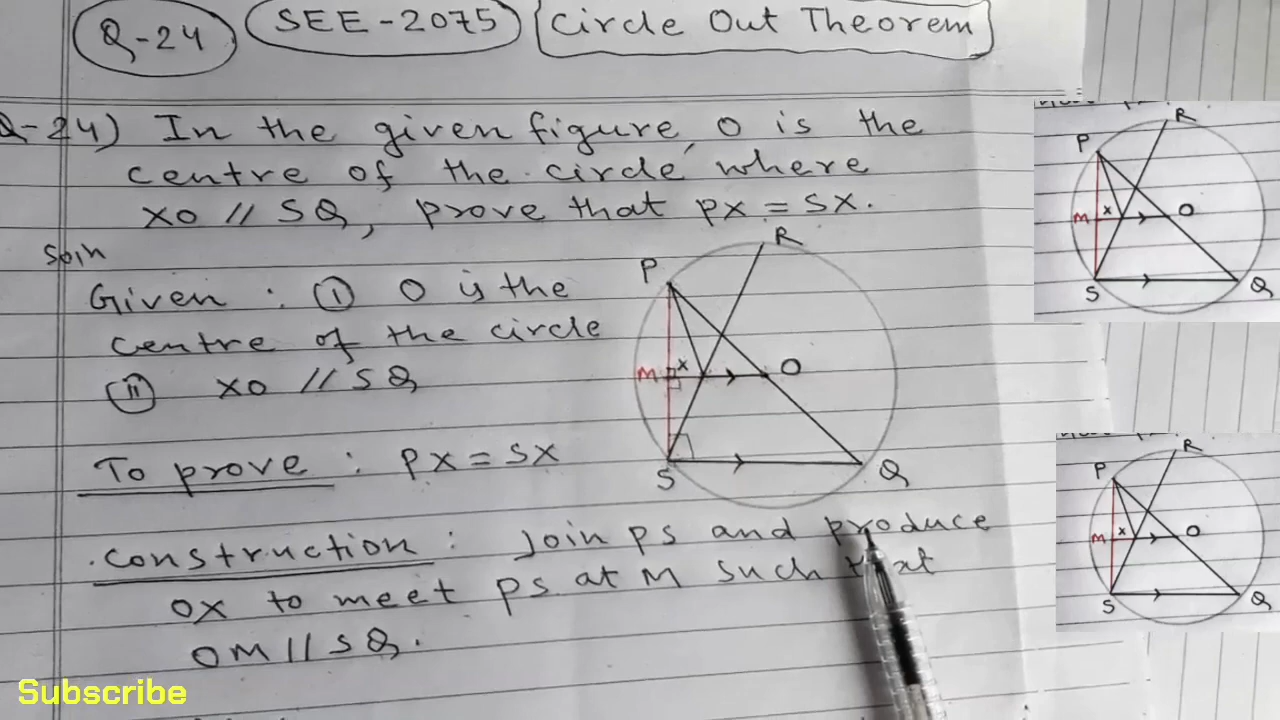 Q-24
SEE-2075
Circle Out Theorem
Q-24) In the given figure, O is the
centre of the circle where
XO // SQ, prove that PX = SX.
Soln
Given : (i) O is the
centre of the circle
(ii) XO // SQ
To prove : PX = SX
Construction : Join PS and produce
OX to meet PS at M such that
OM // SQ.
P
R
M
X
O
S
Q
P
R
M
X
O
S
Q
P
R
M
X
O
S
Q
Subscribe